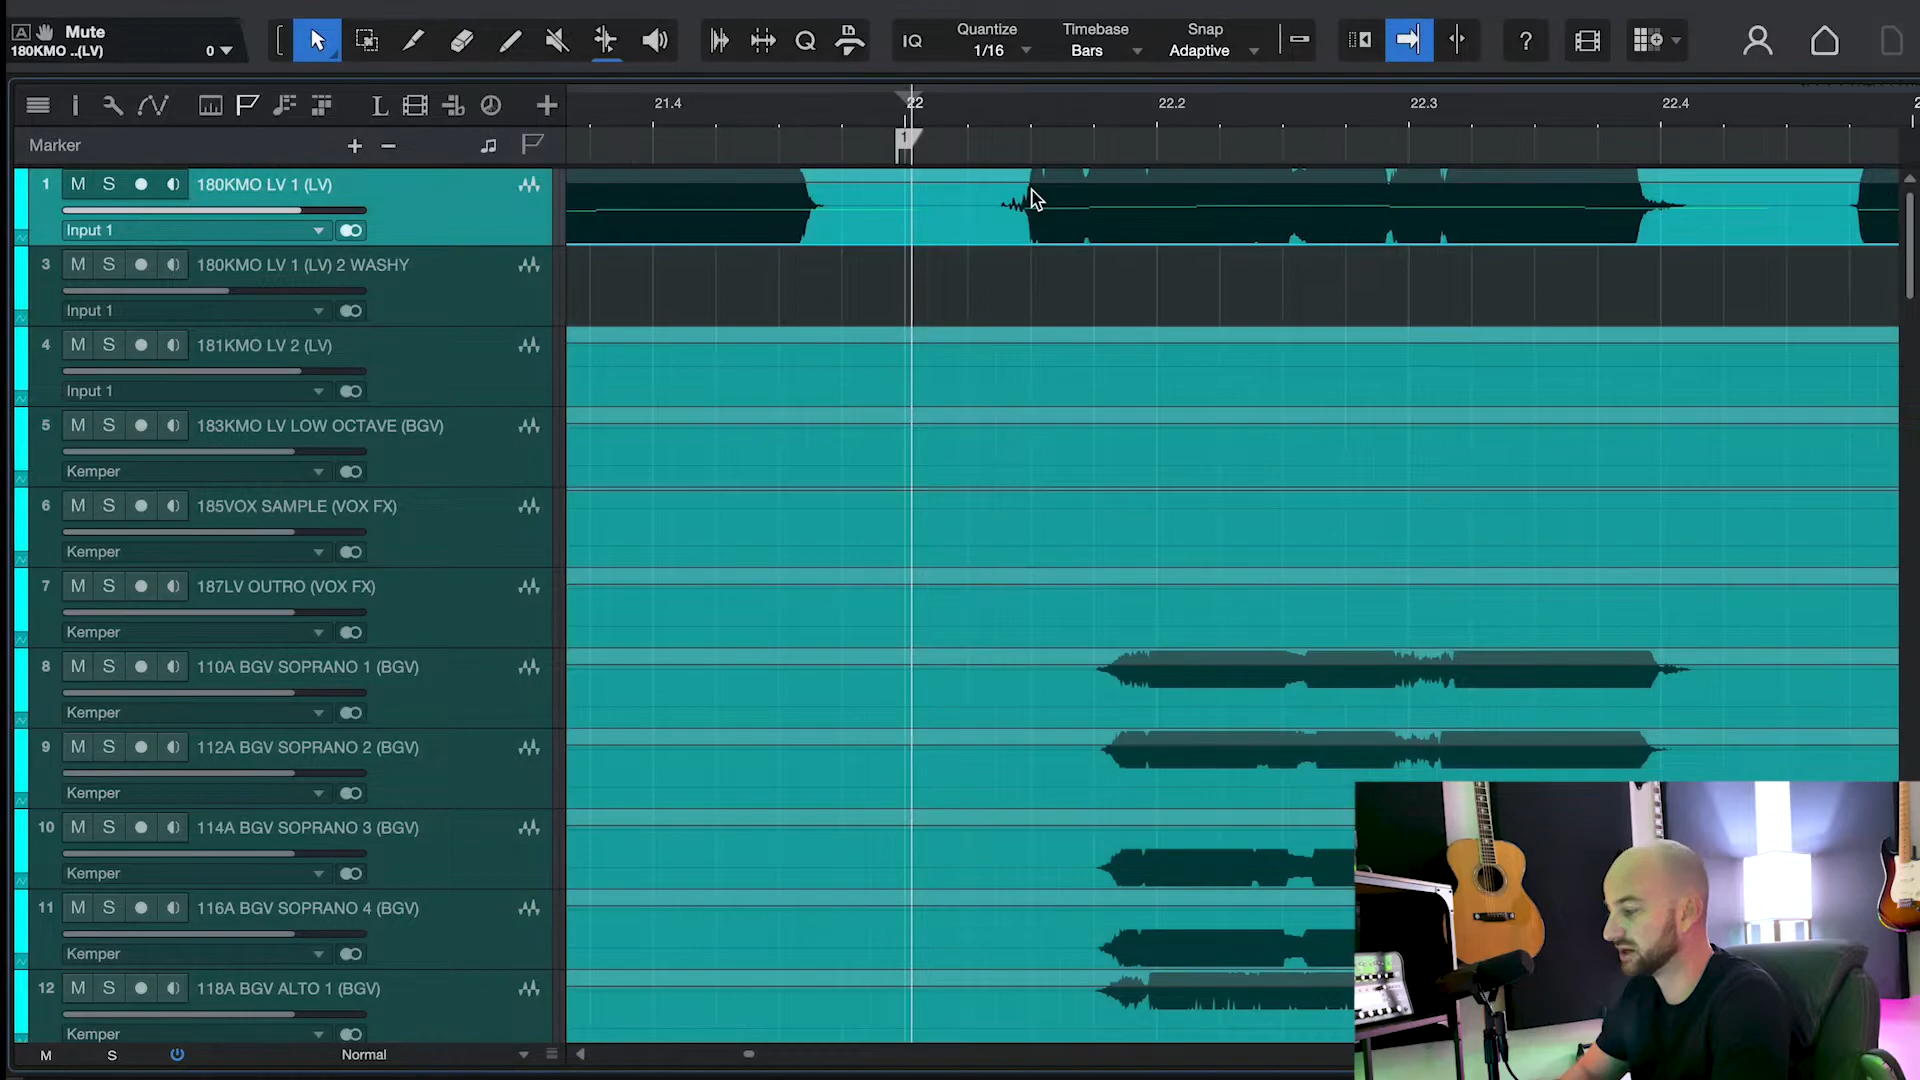 A Mute
180KMO ..(LV) 0
IQ Quantize 1/16 Timebase Bars Snap Adaptive ?
21.4 22 22.2 22.3 22.4 2
Marker
1
1 M S 180KMO LV 1 (LV)
Input 1
3 M S 180KMO LV 1 (LV) 2 WASHY
Input 1
4 M S 181KMO LV 2 (LV)
Input 1
5 M S 183KMO LV LOW OCTAVE (BGV)
Kemper
6 M S 185VOX SAMPLE (VOX FX)
Kemper
7 M S 187LV OUTRO (VOX FX)
Kemper
8 M S 110A BGV SOPRANO 1 (BGV)
Kemper
9 M S 112A BGV SOPRANO 2 (BGV)
Kemper
10 M S 114A BGV SOPRANO 3 (BGV)
Kemper
11 M S 116A BGV SOPRANO 4 (BGV)
Kemper
12 M S 118A BGV ALTO 1 (BGV)
Kemper
M S Normal